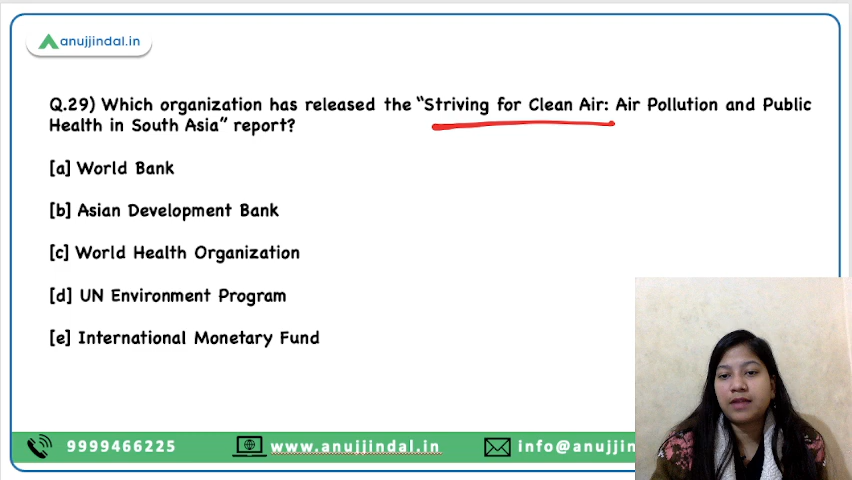 anujjindal.in
Q.29) Which organization has released the “Striving for Clean Air: Air Pollution and Public
Health in South Asia” report?
[a] World Bank
[b] Asian Development Bank
[c] World Health Organization
[d] UN Environment Program
[e] International Monetary Fund
9999466225 www.anujjindal.in info@anujjin